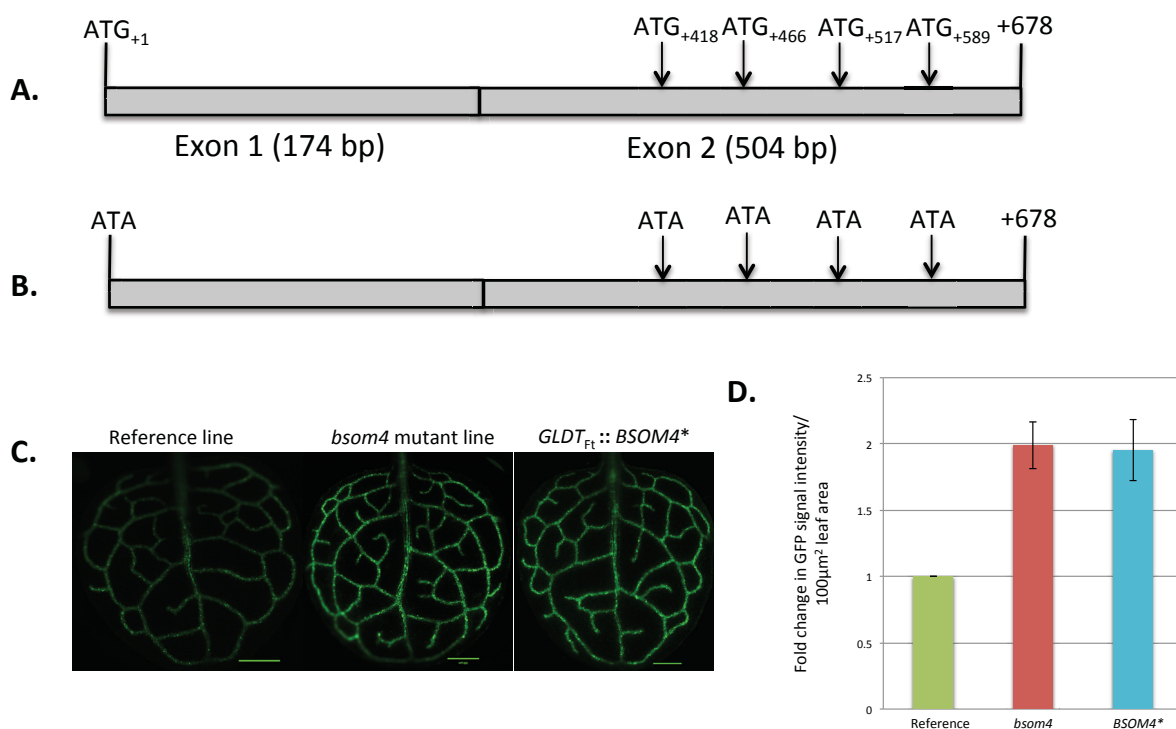 A.
ATG+1
ATG+418 ATG+466 ATG+517 ATG+589 +678
Exon 1 (174 bp)
Exon 2 (504 bp)
B.
ATA
ATA ATA ATA ATA +678
C.
Reference line
bsom4 mutant line
GLDTFt :: BSOM4*
D.
Fold change in GFP signal intensity/
100μm² leaf area
2.5
2
1.5
1
0.5
0
Reference
bsom4
BSOM4*